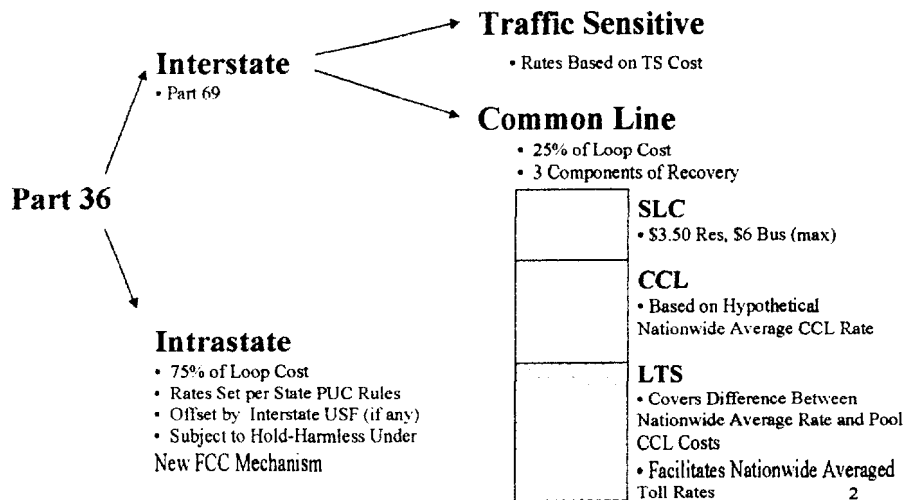 Traffic Sensitive
• Rates Based on TS Cost
Interstate
• Part 69
Common Line
• 25% of Loop Cost
• 3 Components of Recovery
Part 36
SLC
• $3.50 Res, $6 Bus (max)
CCL
• Based on Hypothetical
Nationwide Average CCL Rate
Intrastate
• 75% of Loop Cost
• Rates Set per State PUC Rules
• Offset by Interstate USF (if any)
• Subject to Hold-Harmless Under
New FCC Mechanism
LTS
• Covers Difference Between
Nationwide Average Rate and Pool
CCL Costs
• Facilitates Nationwide Averaged
Toll Rates
2